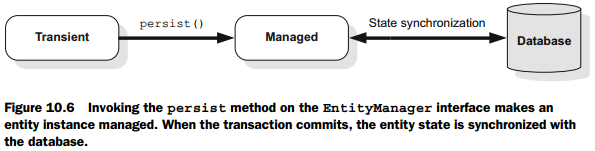 persist()
State synchronization
Transient
Managed
Database
Figure 10.6 Invoking the persist method on the EntityManager interface makes an
entity instance managed. When the transaction commits, the entity state is synchronized with
the database.